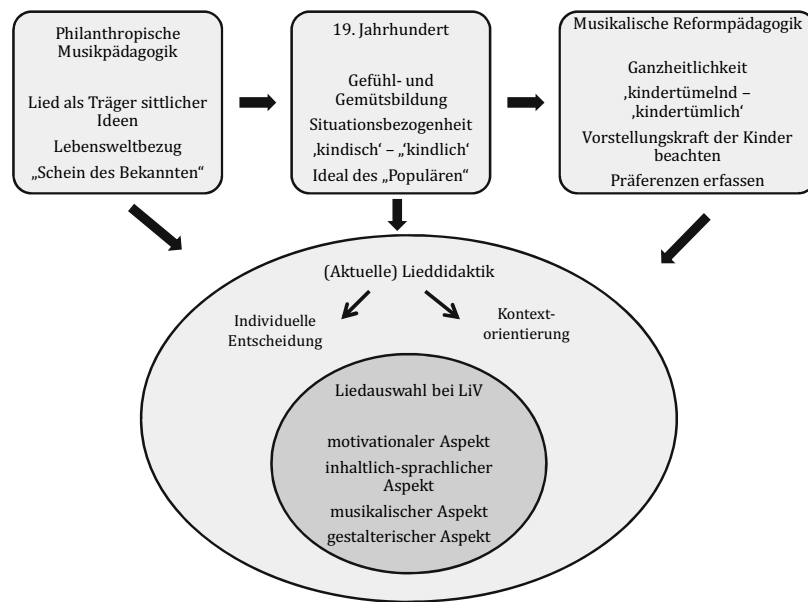 Philanthropische
Musikpädagogik
Lied als Träger sittlicher
Ideen
Lebensweltbezug
„Schein des Bekannten“
19. Jahrhundert
Gefühl- und
Gemütsbildung
Situationsbezogenheit
‚kindisch‘ – „‘kindlich‘
Ideal des „Populären“
Musikalische Reformpädagogik
Ganzheitlichkeit
‚kindertümelnd –
‚kindertümlich‘
Vorstellungskraft der Kinder
beachten
Präferenzen erfassen
(Aktuelle) Lieddidaktik
Individuelle
Entscheidung
Kontext-
orientierung
Liedauswahl bei LiV
motivationaler Aspekt
inhaltlich-sprachlicher
Aspekt
musikalischer Aspekt
gestalterischer Aspekt